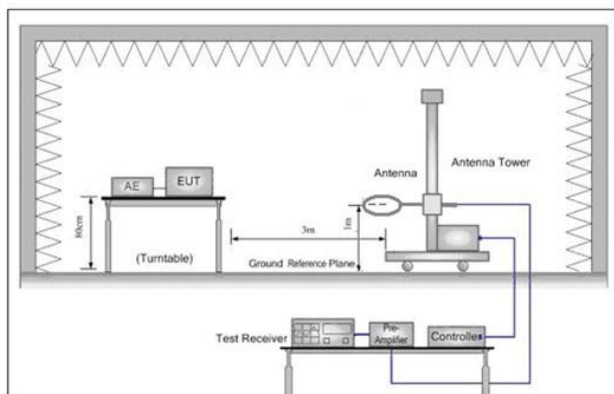 Antenna
Antenna Tower
AE
EUT
80cm
(Turntable)
3m
1m
Ground Reference Plane
Test Receiver
Pre-
Amplifier
Controller